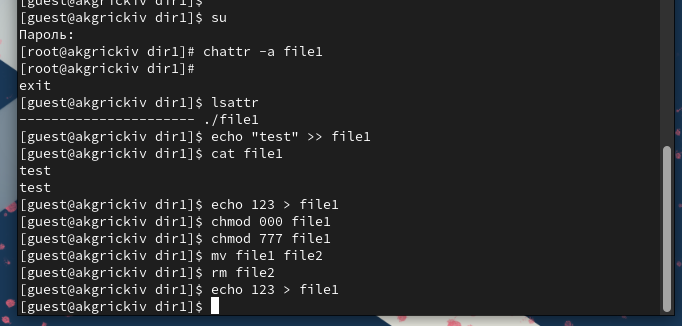 [guest@akgrickiv dir1]$
[guest@akgrickiv dir1]$ su
Пароль:
[root@akgrickiv dir1]# chattr -a file1
[root@akgrickiv dir1]#
exit
[guest@akgrickiv dir1]$ lsattr
---------------------- ./file1
[guest@akgrickiv dir1]$ echo "test" >> file1
[guest@akgrickiv dir1]$ cat file1
test
test
[guest@akgrickiv dir1]$ echo 123 > file1
[guest@akgrickiv dir1]$ chmod 000 file1
[guest@akgrickiv dir1]$ chmod 777 file1
[guest@akgrickiv dir1]$ mv file1 file2
[guest@akgrickiv dir1]$ rm file2
[guest@akgrickiv dir1]$ echo 123 > file1
[guest@akgrickiv dir1]$